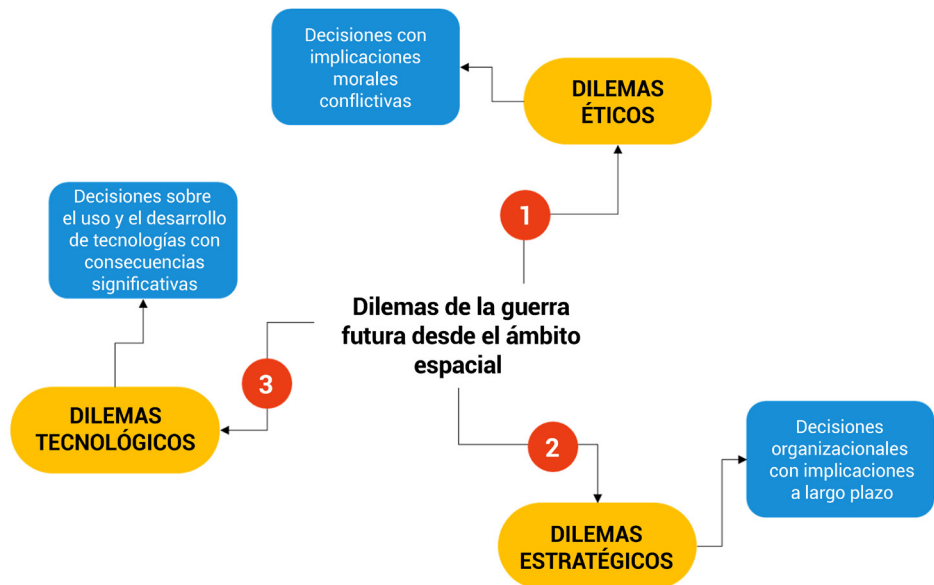 Dilemas de la guerra
futura desde el ámbito
espacial
1
DILEMAS
ÉTICOS
Decisiones con
implicaciones
morales
conflictivas
2
DILEMAS
ESTRATÉGICOS
Decisiones
organizacionales
con implicaciones
a largo plazo
3
DILEMAS
TECNOLÓGICOS
Decisiones sobre
el uso y el desarrollo
de tecnologías con
consecuencias
significativas